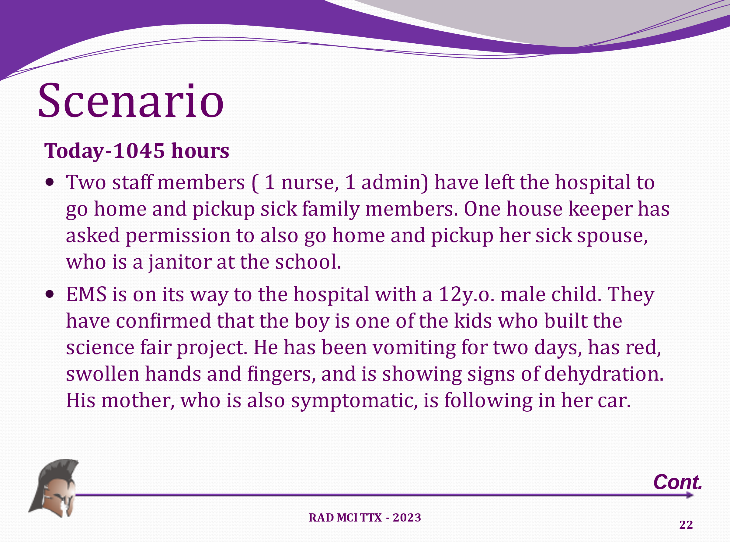 Scenario
Today-1045 hours
• Two staff members ( 1 nurse, 1 admin) have left the hospital to
go home and pickup sick family members. One house keeper has
asked permission to also go home and pickup her sick spouse,
who is a janitor at the school.
• EMS is on its way to the hospital with a 12y.o. male child. They
have confirmed that the boy is one of the kids who built the
science fair project. He has been vomiting for two days, has red,
swollen hands and fingers, and is showing signs of dehydration.
His mother, who is also symptomatic, is following in her car.
Cont.
RAD MCI TTX - 2023
22